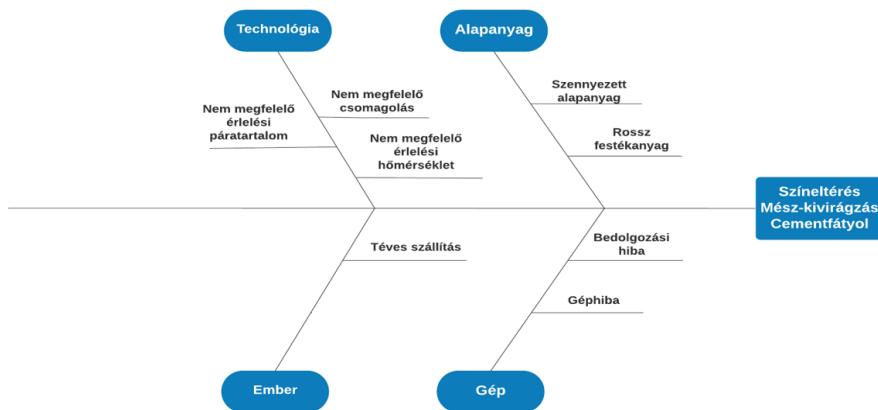 Technológia
Alapanyag
Nem megfelelő
csomagolás
Nem megfelelő
érlelési
páratartalom
Nem megfelelő
érlelési
hőmérséklet
Szennyezett
alapanyag
Rossz
festékanyag
Színeltérés
Mész-kivirágzás
Cementfátyol
Téves szállítás
Bedolgozási
hiba
Géphiba
Ember
Gép